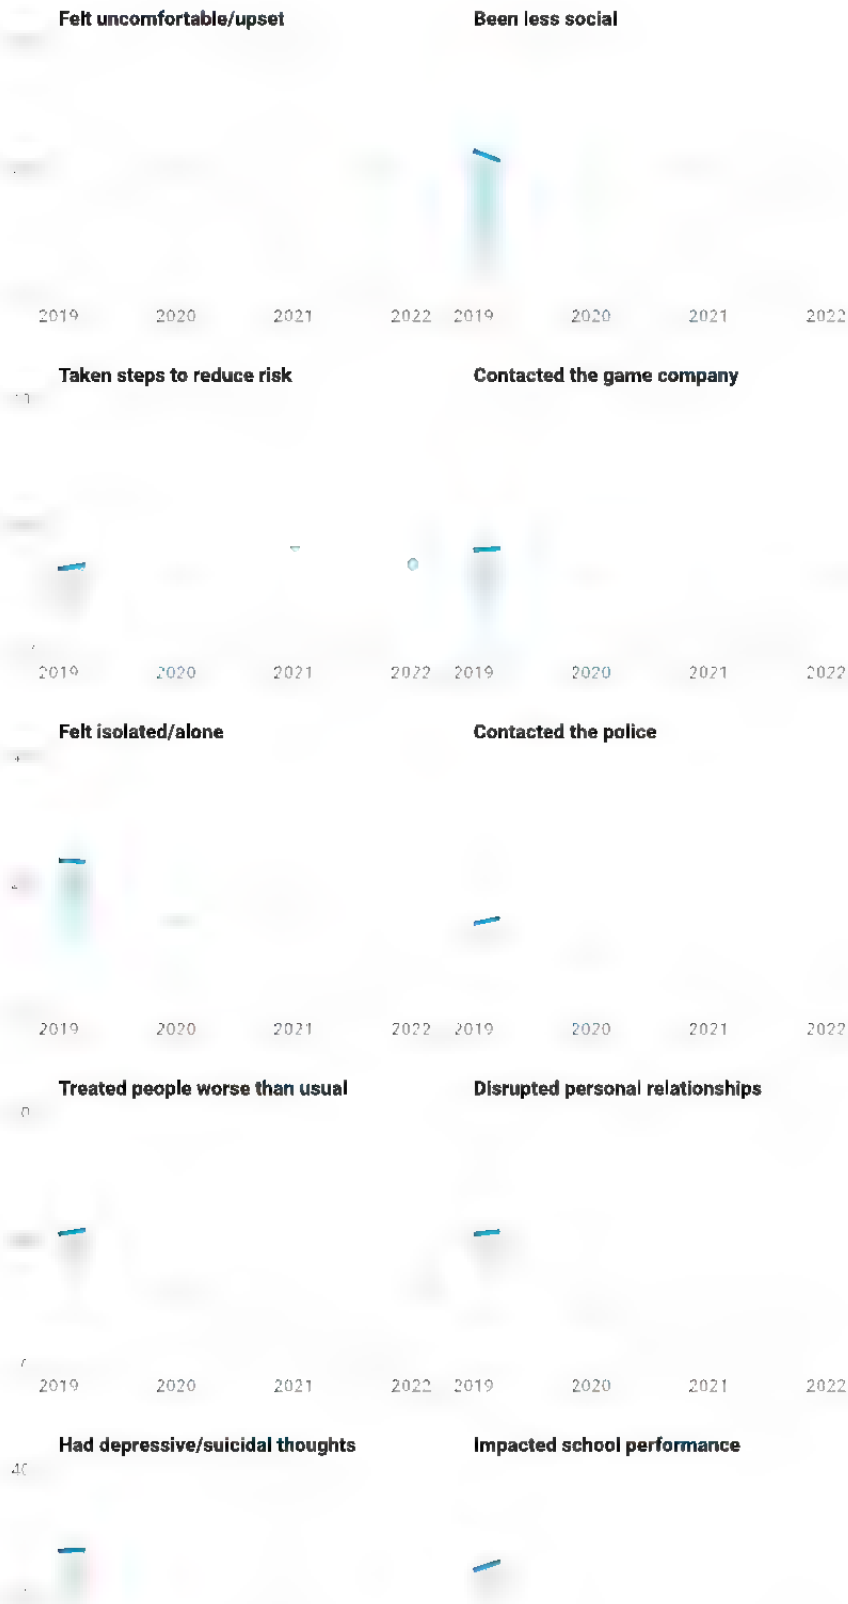 Felt uncomfortable/upset Been less social
2019 2020 2021 2022 2019 2020 2021 2022
Taken steps to reduce risk Contacted the game company
2019 2020 2021 2022 2019 2020 2021 2022
Felt isolated/alone Contacted the police
2019 2020 2021 2022 2019 2020 2021 2022
Treated people worse than usual Disrupted personal relationships
2019 2020 2021 2022 2019 2020 2021 2022
Had depressive/suicidal thoughts Impacted school performance